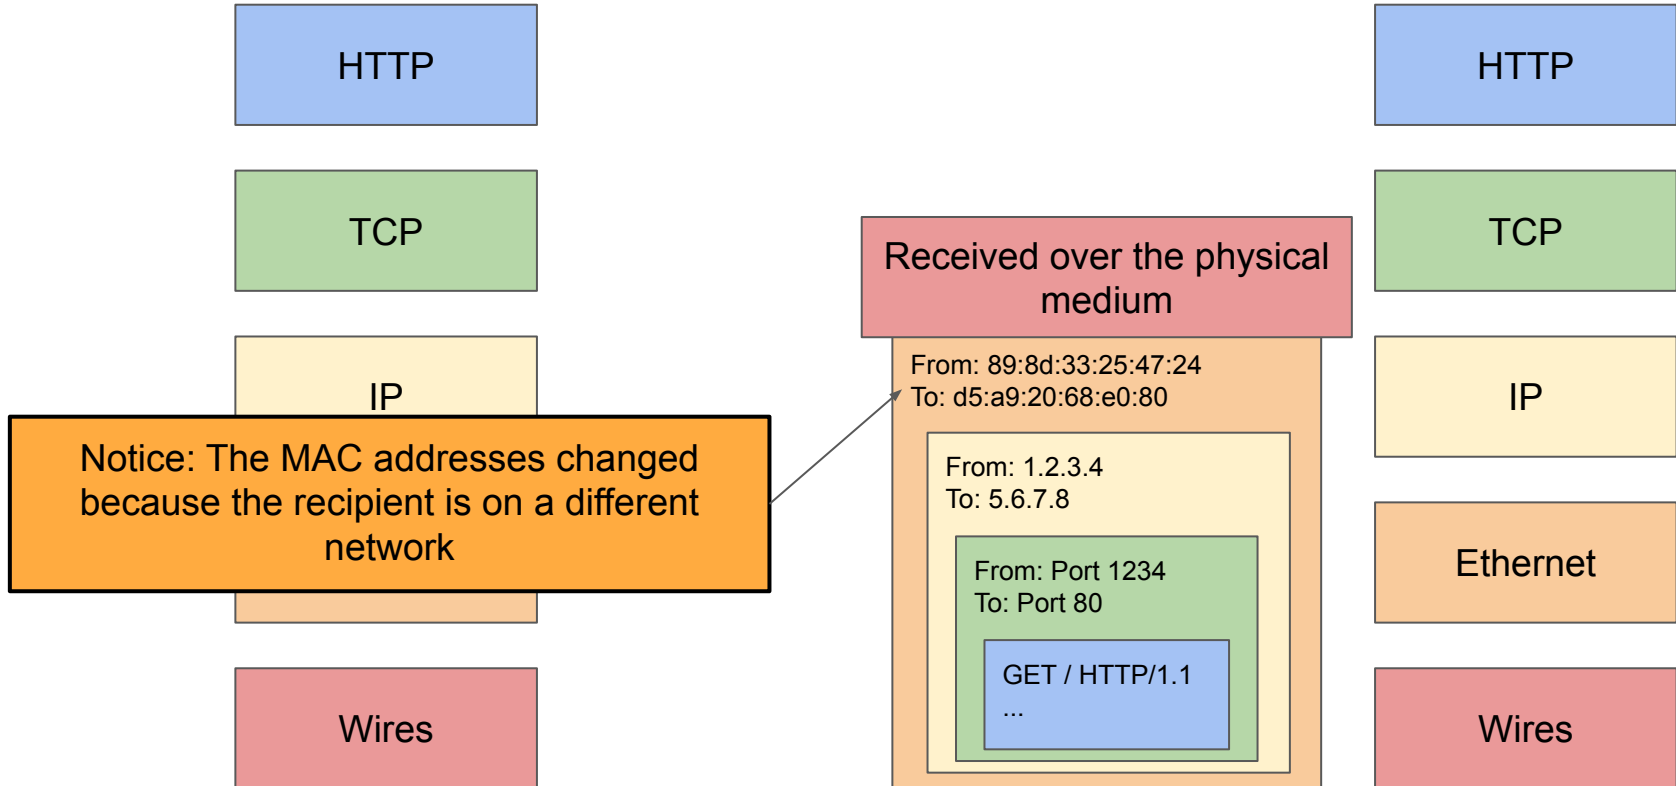 HTTP
TCP
IP
Notice: The MAC addresses changed
because the recipient is on a different
network
Wires
Received over the physical
medium
From: 89:8d:33:25:47:24
To: d5:a9:20:68:e0:80
From: 1.2.3.4
To: 5.6.7.8
From: Port 1234
To: Port 80
GET / HTTP/1.1
...
HTTP
TCP
IP
Ethernet
Wires